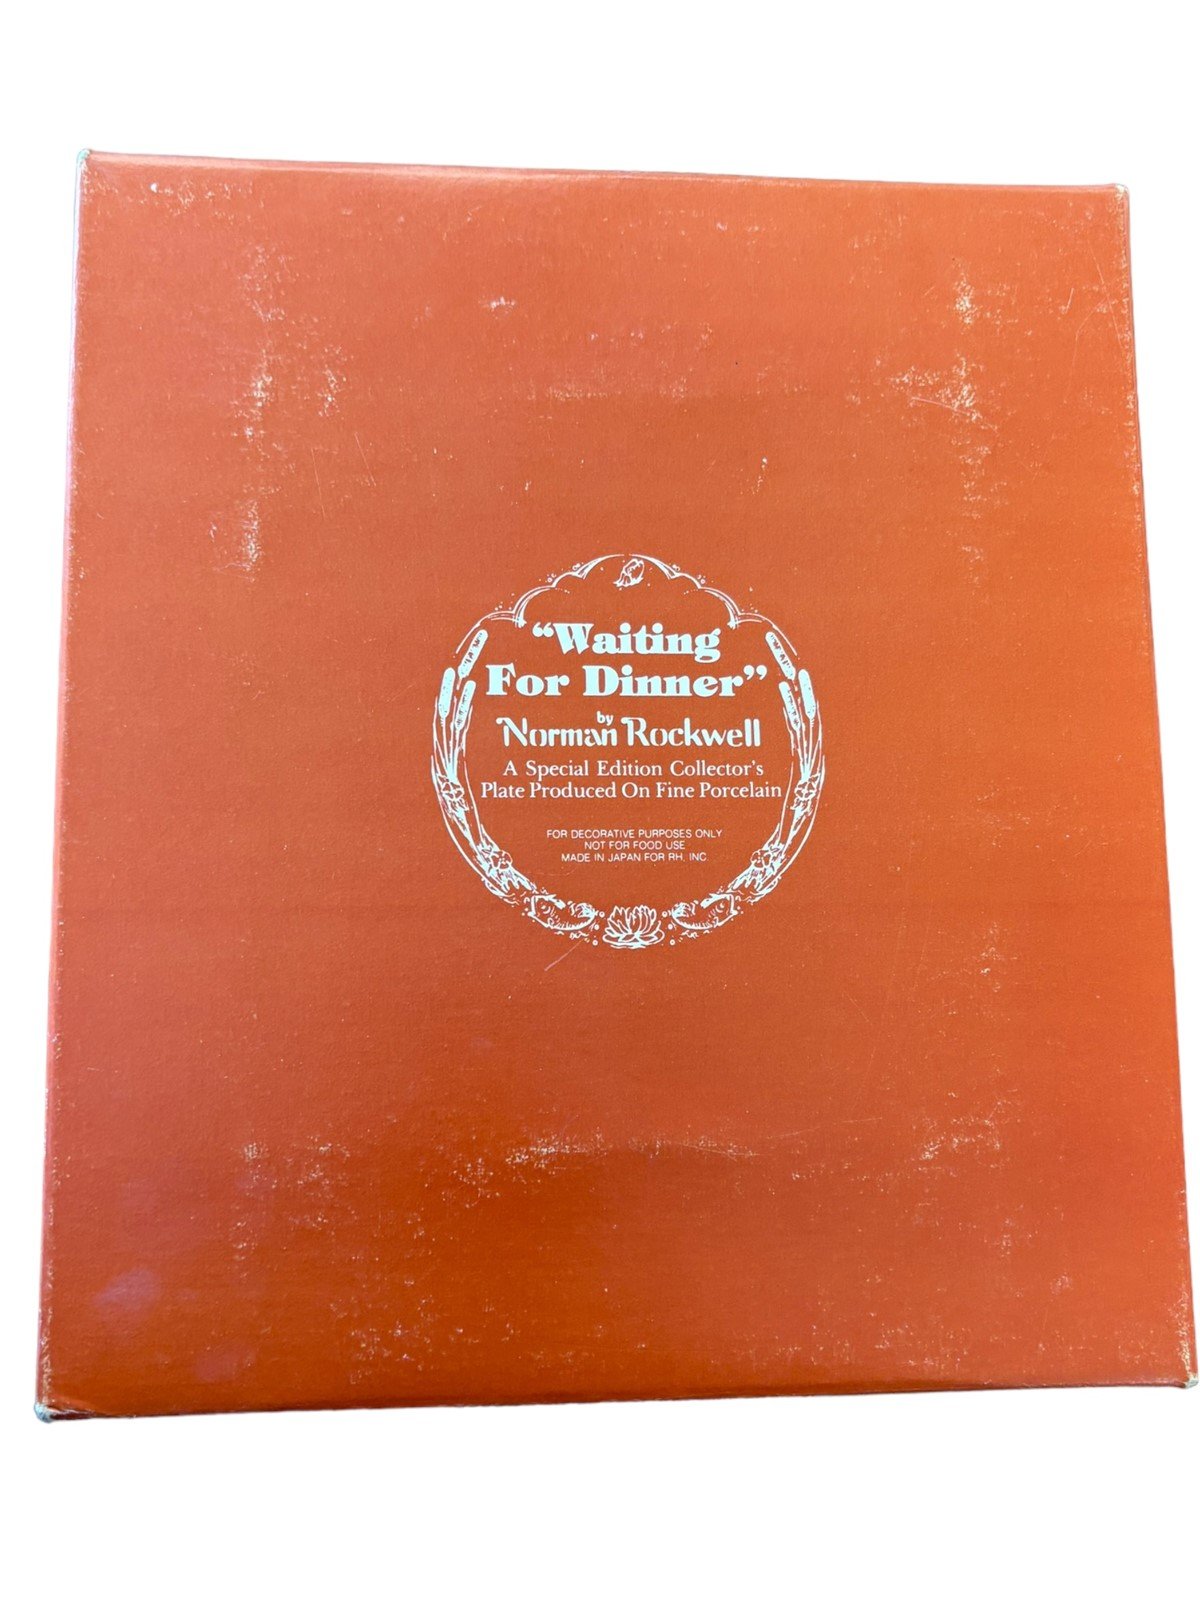 “Waiting
For Dinner”
by
Norman Rockwell
A Special Edition Collector's
Plate Produced On Fine Porcelain
FOR DECORATIVE PURPOSES ONLY
NOT FOR FOOD USE
MADE IN JAPAN FOR RH, INC.